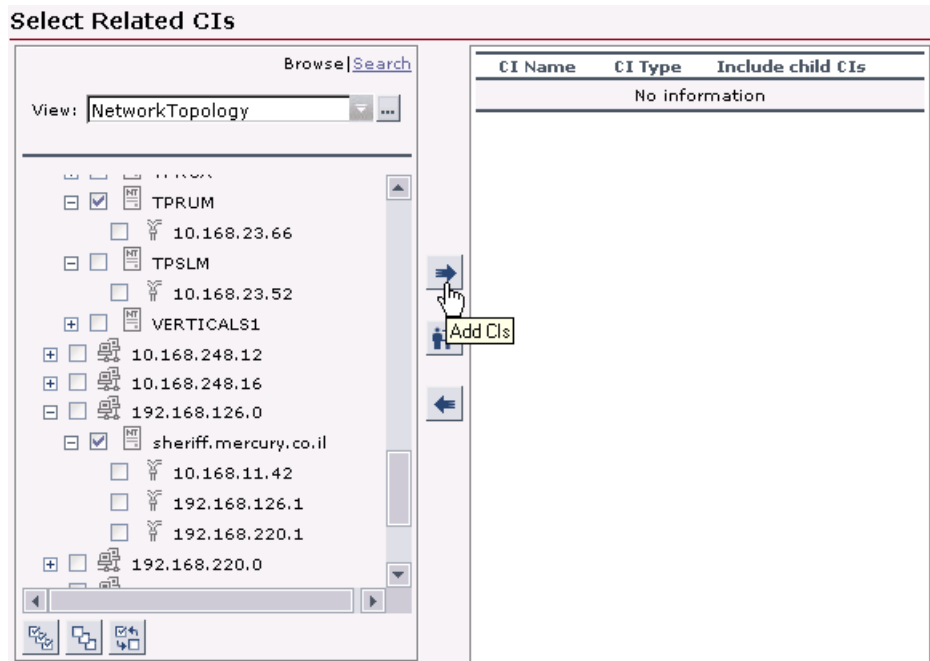 Select Related CIs
Browse|Search
View: NetworkTopology ...
TPRUM
10.168.23.66
TPSLM
10.168.23.52
VERTICALS1
10.168.248.12
10.168.248.16
192.168.126.0
sheriff.mercury.co.il
10.168.11.42
192.168.126.1
192.168.220.1
192.168.220.0
Add CIs
CI Name CI Type Include child CIs
No information